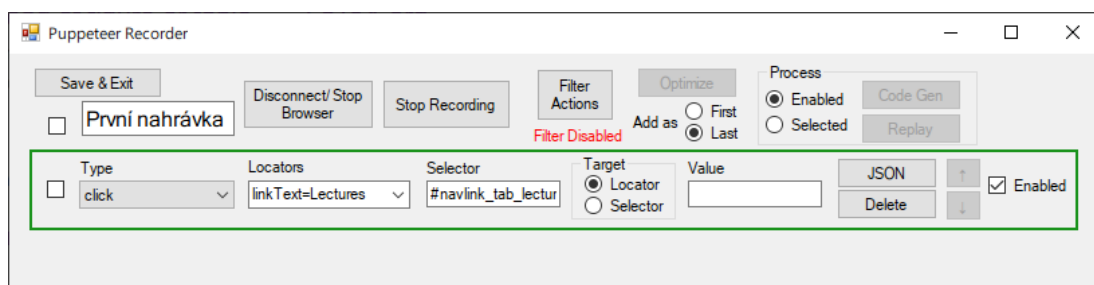 Puppeteer Recorder
Save & Exit
První nahrávka
Disconnect/ Stop
Browser
Stop Recording
Filter
Actions
Filter Disabled
Optimize
Add as
First
Last
Process
Enabled
Selected
Code Gen
Replay
Type
click
Locators
linkText=Lectures
Selector
#navlink_tab_lectur
Target
Locator
Selector
Value
JSON
Delete
↑
↓
Enabled